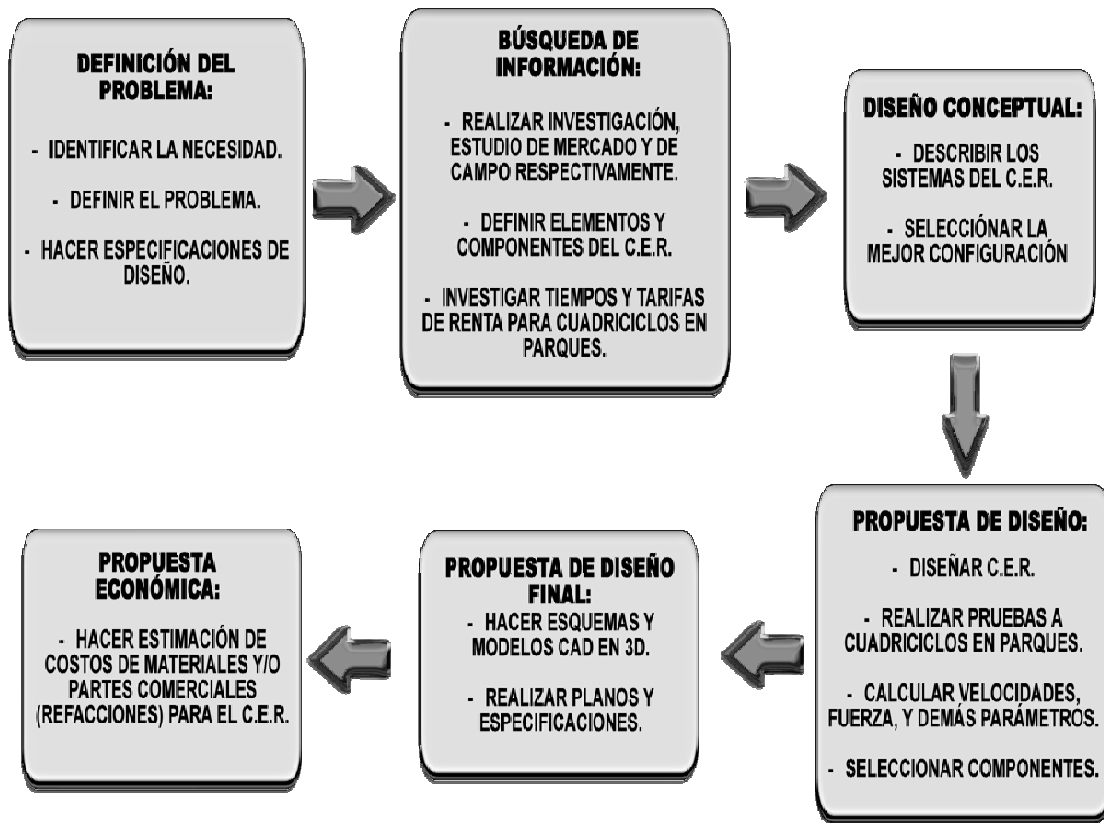 DEFINICIÓN DEL
PROBLEMA:
- IDENTIFICAR LA NECESIDAD.
- DEFINIR EL PROBLEMA.
- HACER ESPECIFICACIONES DE
DISEÑO.
BÚSQUEDA DE
INFORMACIÓN:
- REALIZAR INVESTIGACIÓN,
ESTUDIO DE MERCADO Y DE
CAMPO RESPECTIVAMENTE.
- DEFINIR ELEMENTOS Y
COMPONENTES DEL C.E.R.
- INVESTIGAR TIEMPOS Y TARIFAS
DE RENTA PARA CUADRICICLOS EN
PARQUES.
DISEÑO CONCEPTUAL:
- DESCRIBIR LOS
SISTEMAS DEL C.E.R.
- SELECCIÓNAR LA
MEJOR CONFIGURACIÓN
PROPUESTA DE DISEÑO:
- DISEÑAR C.E.R.
- REALIZAR PRUEBAS A
CUADRICICLOS EN PARQUES.
- CALCULAR VELOCIDADES,
FUERZA, Y DEMÁS PARÁMETROS.
- SELECCIONAR COMPONENTES.
PROPUESTA DE DISEÑO
FINAL:
- HACER ESQUEMAS Y
MODELOS CAD EN 3D.
- REALIZAR PLANOS Y
ESPECIFICACIONES.
PROPUESTA
ECONÓMICA:
- HACER ESTIMACIÓN DE
COSTOS DE MATERIALES Y/O
PARTES COMERCIALES
(REFACCIONES) PARA EL C.E.R.